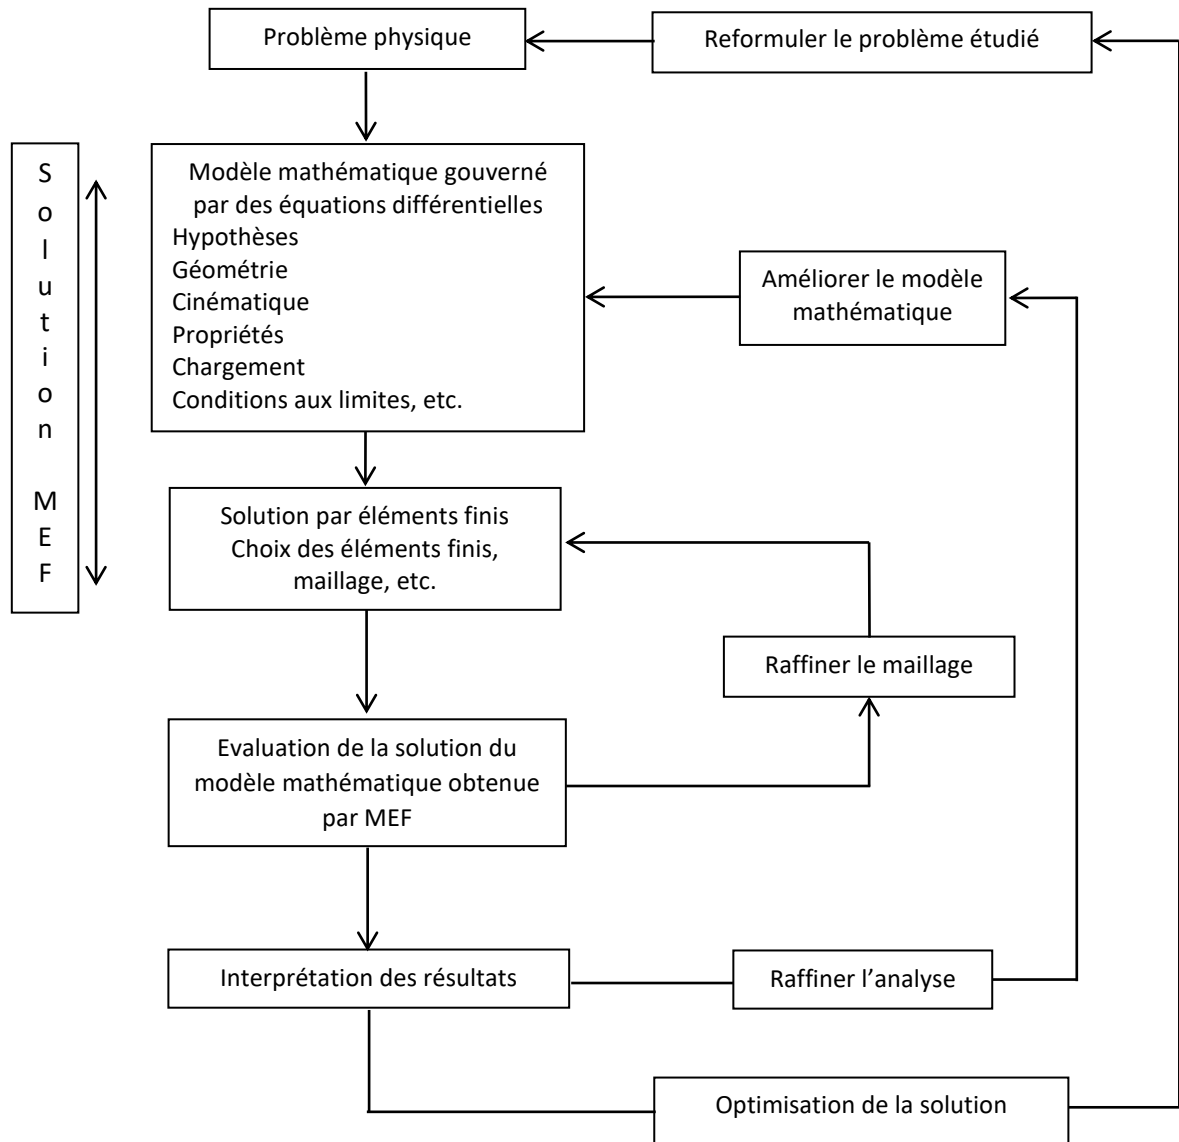 Problème physique
Reformuler le problème étudié
Solution MEF
Modèle mathématique gouverné
par des équations différentielles
Hypothèses
Géométrie
Cinématique
Propriétés
Chargement
Conditions aux limites, etc.
Améliorer le modèle
mathématique
Solution par éléments finis
Choix des éléments finis,
maillage, etc.
Raffiner le maillage
Evaluation de la solution du
modèle mathématique obtenue
par MEF
Interprétation des résultats
Raffiner l’analyse
Optimisation de la solution